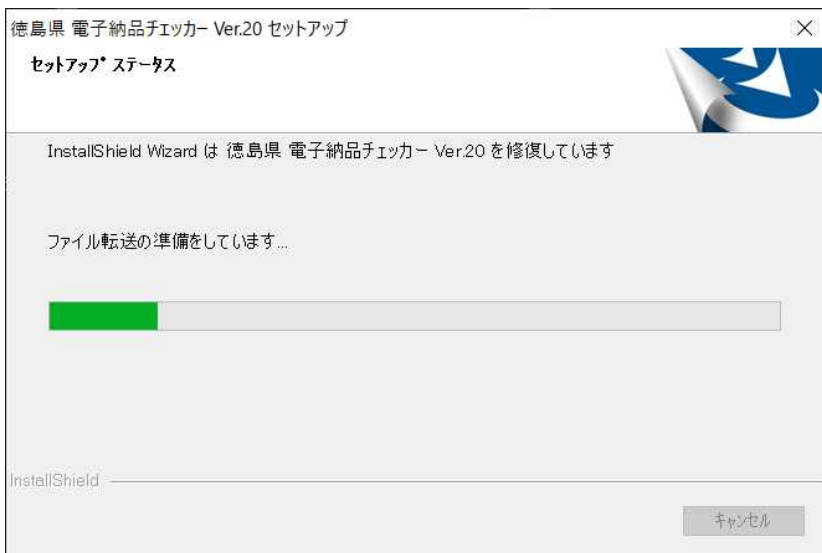 徳島県 電子納品チェッカー Ver.20 セットアップ
セットアップ ステータス
InstallShield Wizard は 徳島県 電子納品チェッカー Ver.20 を修復しています
ファイル転送の準備をしています...
InstallShield
キャンセル